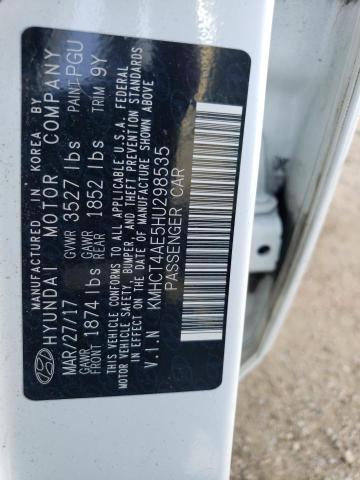 MANUFACTURED IN KOREA BY
HYUNDAI MOTOR COMPANY
MAR/27/17 GVWR 3527 lbs PAINT PGU
GAWR FRONT 1874 lbs GAWR REAR 1852 lbs TRIM 9Y
THIS VEHICLE CONFORMS TO ALL APPLICABLE U.S.A. FEDERAL
MOTOR VEHICLE SAFETY, BUMPER, AND THEFT PREVENTION STANDARDS
IN EFFECT ON THE DATE OF MANUFACTURE SHOWN ABOVE
V.I.N KMHCT4AE5HU298535
PASSENGER CAR